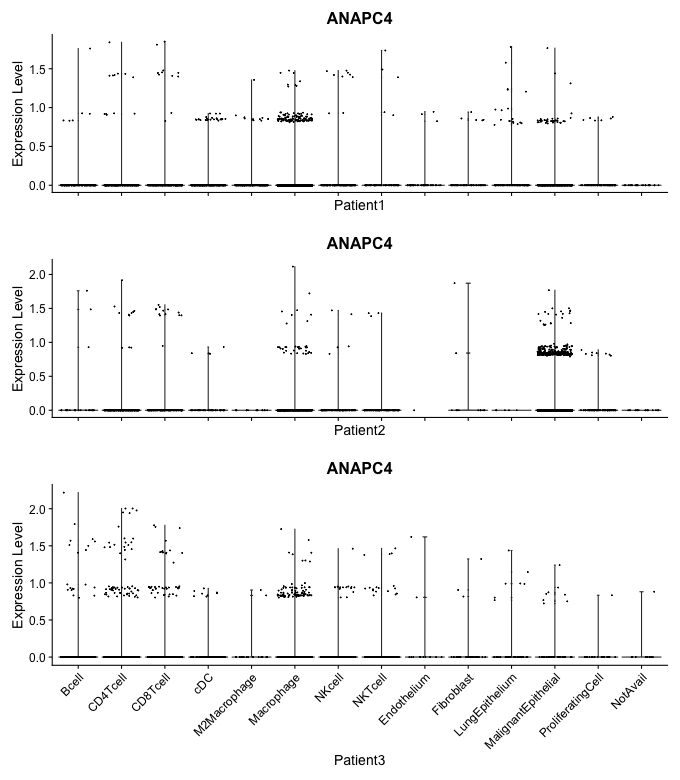 ANAPC4
Expression Level
1.5
1.0
0.5
0.0
Patient1
ANAPC4
Expression Level
2.0
1.5
1.0
0.5
0.0
Patient2
ANAPC4
Expression Level
2.0
1.5
1.0
0.5
0.0
Bcell
CD4Tcell
CD8Tcell
cDC
M2Macrophage
Macrophage
NKcell
NKTcell
Endothelium
Fibroblast
LungEpithelium
MalignantEpithelial
ProliferatingCell
NotAvail
Patient3